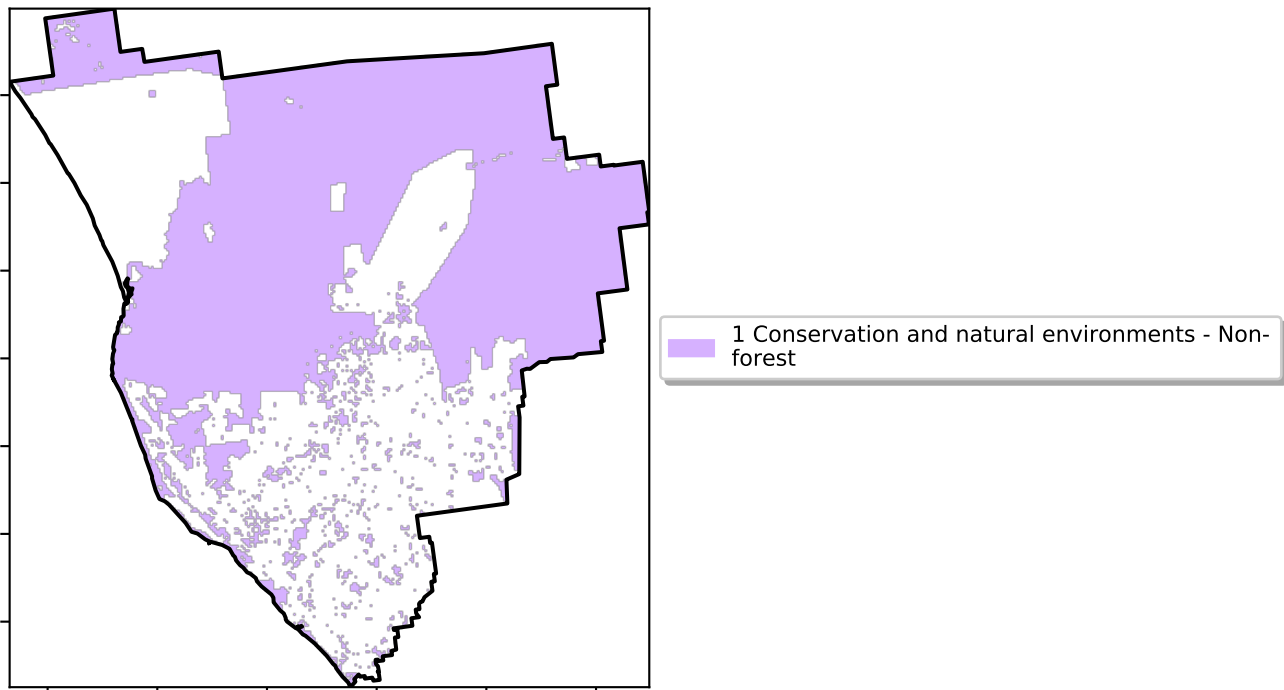 1 Conservation and natural environments - Non-
forest